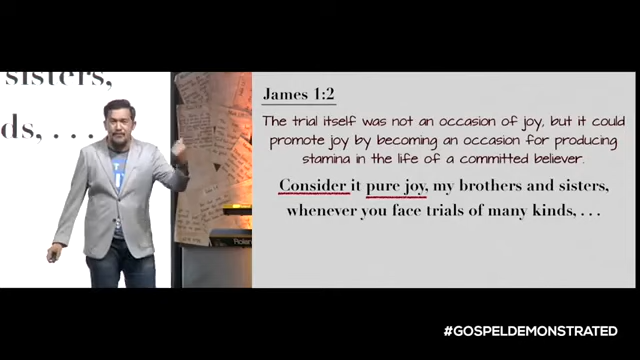 sisters,
ds, . . .
James 1:2
The trial itself was not an occasion of joy, but it could
promote joy by becoming an occasion for producing
stamina in the life of a committed believer.
Consider it pure joy, my brothers and sisters,
whenever you face trials of many kinds, . . .
Roland
#GOSPELDEMONSTRATED